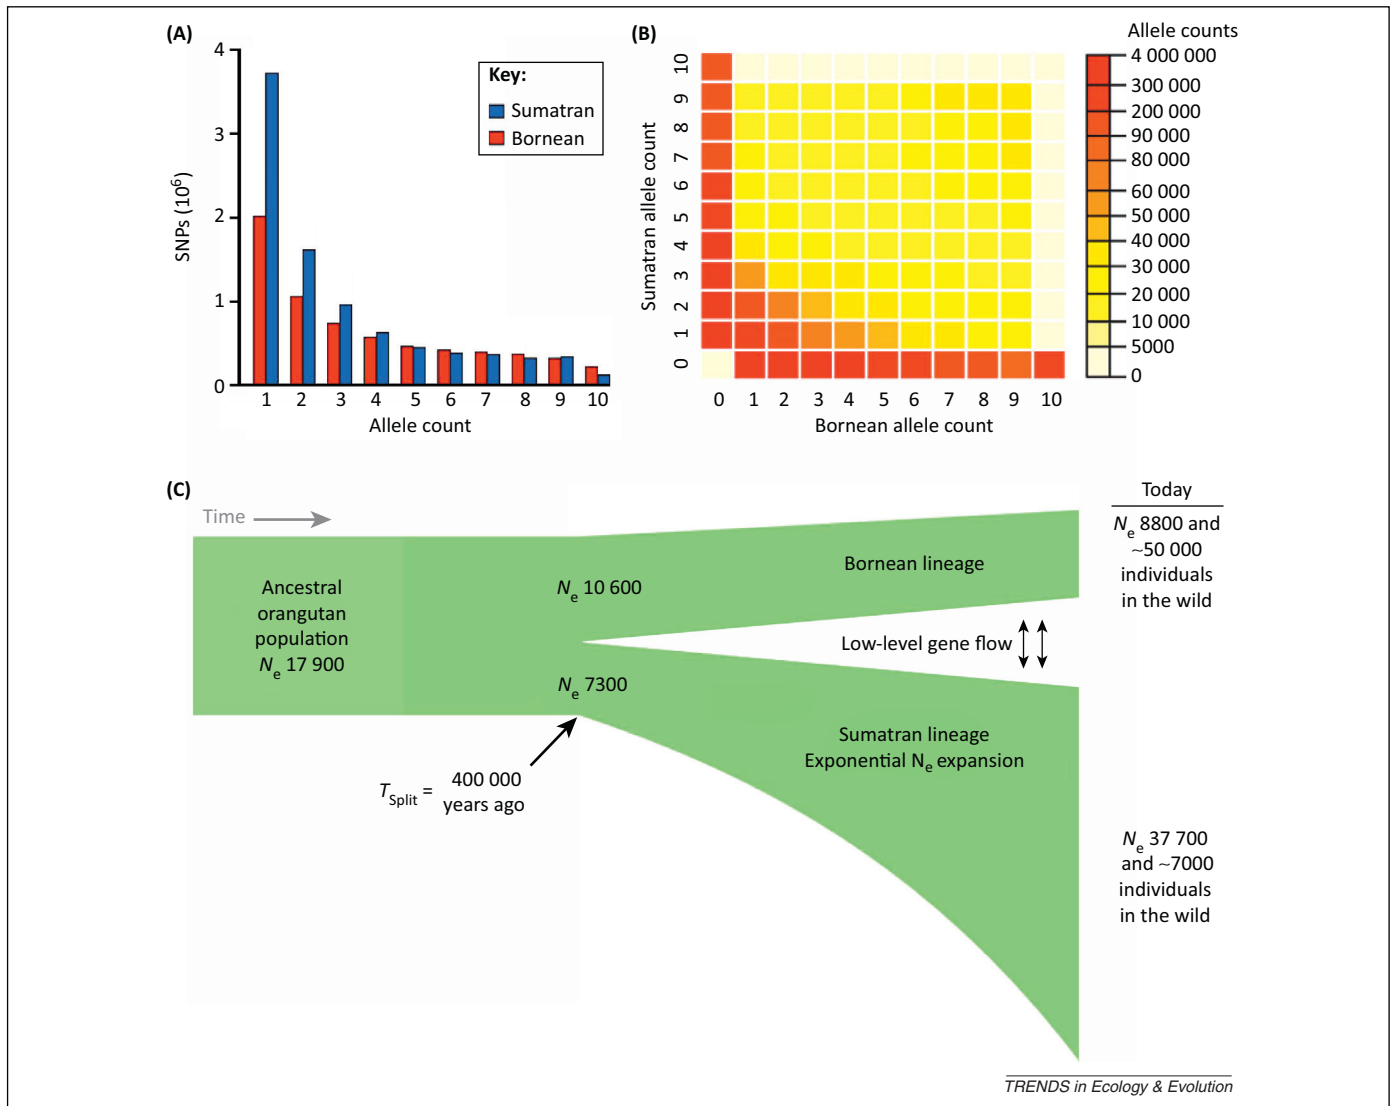 (A)
4
3
2
1
0
SNPs (10^6)
Key:
Sumatran
Bornean
1 2 3 4 5 6 7 8 9 10
Allele count
(B)
Allele counts
10
9
8
7
6
5
4
3
2
1
0
Sumatran allele count
0 1 2 3 4 5 6 7 8 9 10
Bornean allele count
4 000 000
300 000
200 000
90 000
80 000
60 000
50 000
40 000
30 000
20 000
10 000
5000
0
(C)
Time
Ancestral
orangutan
population
Ne 17 900
Ne 10 600
Ne 7300
TSplit = 400 000
years ago
Bornean lineage
Low-level gene flow
Sumatran lineage
Exponential Ne expansion
Today
Ne 8800 and
~50 000
individuals
in the wild
Ne 37 700
and ~7000
individuals
in the wild
TRENDS in Ecology & Evolution